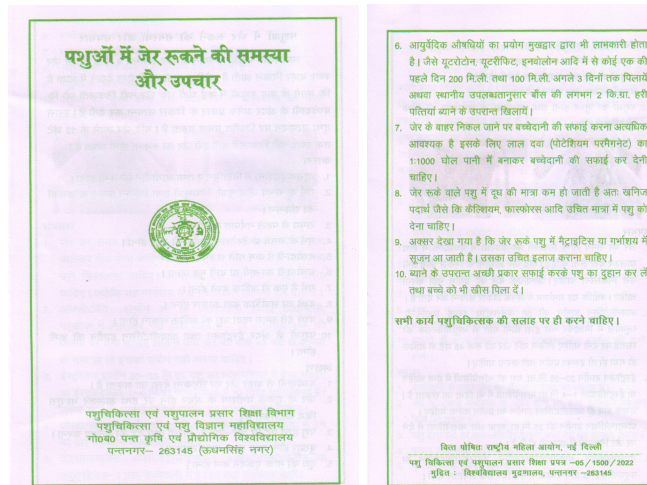 पशुओं में जेर रूकने की समस्या
और उपचार
पशुचिकित्सा एवं पशुपालन प्रसार शिक्षा विभाग
पशुचिकित्सा एवं पशु विज्ञान महाविद्यालय
गो०ब० पन्त कृषि एवं प्रौद्योगिक विश्वविद्यालय
पन्तनगर– 263145 (ऊधमसिंह नगर)
6. आयुर्वेदिक औषधियों का प्रयोग मुखद्वार द्वारा भी लाभकारी होता
है। जैसे यूटरोटोन, यूटरीफिट, इनवोलोन आदि में से कोई एक की
पहले दिन 200 मि.ली. तथा 100 मि.ली. अगले 3 दिनों तक पिलायें
अथवा स्थानीय उपलब्धतानुसार बाँस की लगभग 2 कि.ग्रा. हरी
पत्तियां ब्याने के उपरान्त खिलायें।
7. जेर के बाहर निकल जाने पर बच्चेदानी की सफाई करना अत्यधिक
आवश्यक है इसके लिए लाल दवा (पोटेशियम परमैगनेट) का
1:1000 घोल पानी में बनाकर बच्चेदानी की सफाई कर देनी
चाहिए।
8. जेर रूके वाले पशु में दूध की मात्रा कम हो जाती है अतः खनिज
पदार्थ जैसे कि कैल्शियम, फास्फोरस आदि उचित मात्रा में पशु को
देना चाहिए।
9. अक्सर देखा गया है कि जेर रूके पशु में मैट्राइटिस या गर्भाशय में
सूजन आ जाती है। उसका उचित इलाज कराना चाहिए।
10. ब्याने के उपरान्त अच्छी प्रकार सफाई करके पशु का दुहान कर लें
तथा बच्चे को भी खीस पिला दें।
सभी कार्य पशुचिकित्सक की सलाह पर ही करने चाहिए।
वित्त पोषितः राष्ट्रीय महिला आयोग, नई दिल्ली
पशु चिकित्सा एवं पशुपालन प्रसार शिक्षा प्रपत्र –05 / 1500 / 2022
मुद्रित : विश्वविद्यालय मुद्रणालय, पन्तनगर –263145